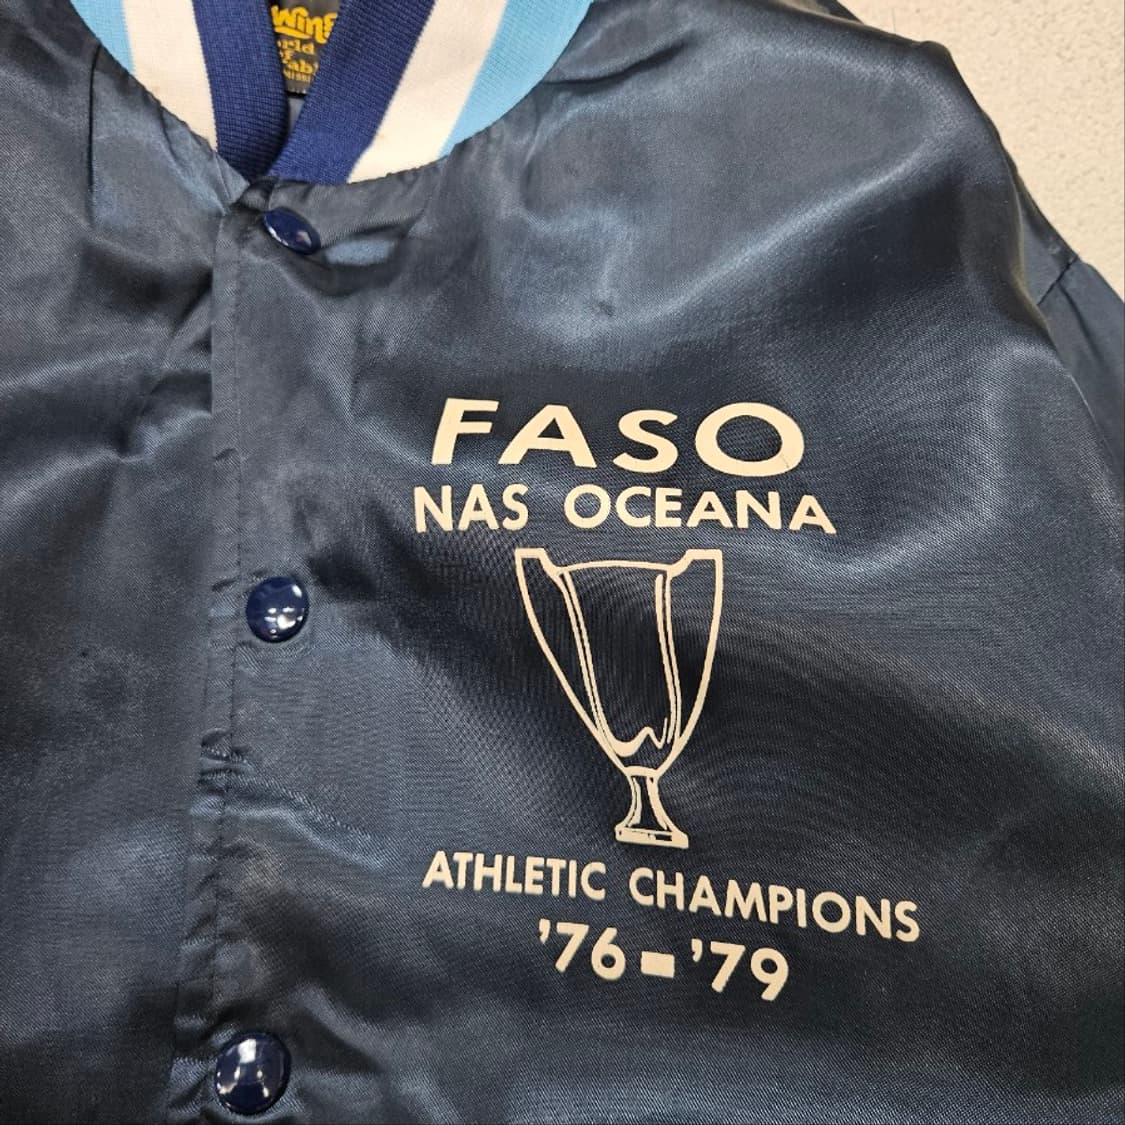 FASO
NAS OCEANA
ATHLETIC CHAMPIONS
'76-'79